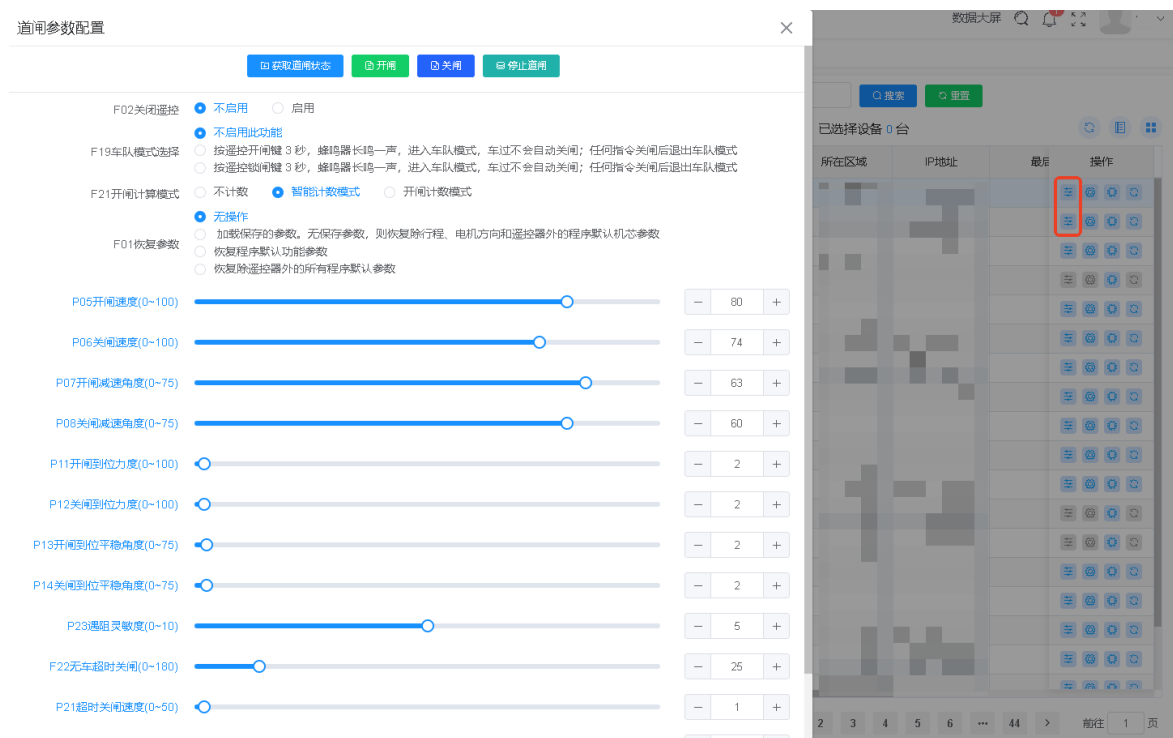 道闸参数配置
数据大屏
获取道闸状态 开闸 关闸 停止道闸
搜索 重置
已选择设备 0 台
所在区域 IP地址 最后 操作
F02关闭遥控 不启用 启用
F19车队模式选择 不启用此功能
按遥控开闸键 3 秒，蜂鸣器长鸣一声，进入车队模式，车过不会自动关闸；任何指令关闸后退出车队模式
按遥控锁闸键 3 秒，蜂鸣器长鸣一声，进入车队模式，车过不会自动关闸；任何指令关闸后退出车队模式
F21开闸计算模式 不计数 智能计数模式 开闸计数模式
F01恢复参数 无操作
加载保存的参数。无保存参数，则恢复除行程、电机方向和遥控器外的程序默认机芯参数
恢复程序默认功能参数
恢复除遥控器外的所有程序默认参数
P05开闸速度(0~100) − 80 +
P06关闸速度(0~100) − 74 +
P07开闸减速角度(0~75) − 63 +
P08关闸减速角度(0~75) − 60 +
P11开闸到位力度(0~100) − 2 +
P12关闸到位力度(0~100) − 2 +
P13开闸到位平稳角度(0~75) − 2 +
P14关闸到位平稳角度(0~75) − 2 +
P23遇阻灵敏度(0~10) − 5 +
F22无车超时关闸(0~180) − 25 +
P21超时关闸速度(0~50) − 1 +
2 3 4 5 6 ··· 44 > 前往 1 页